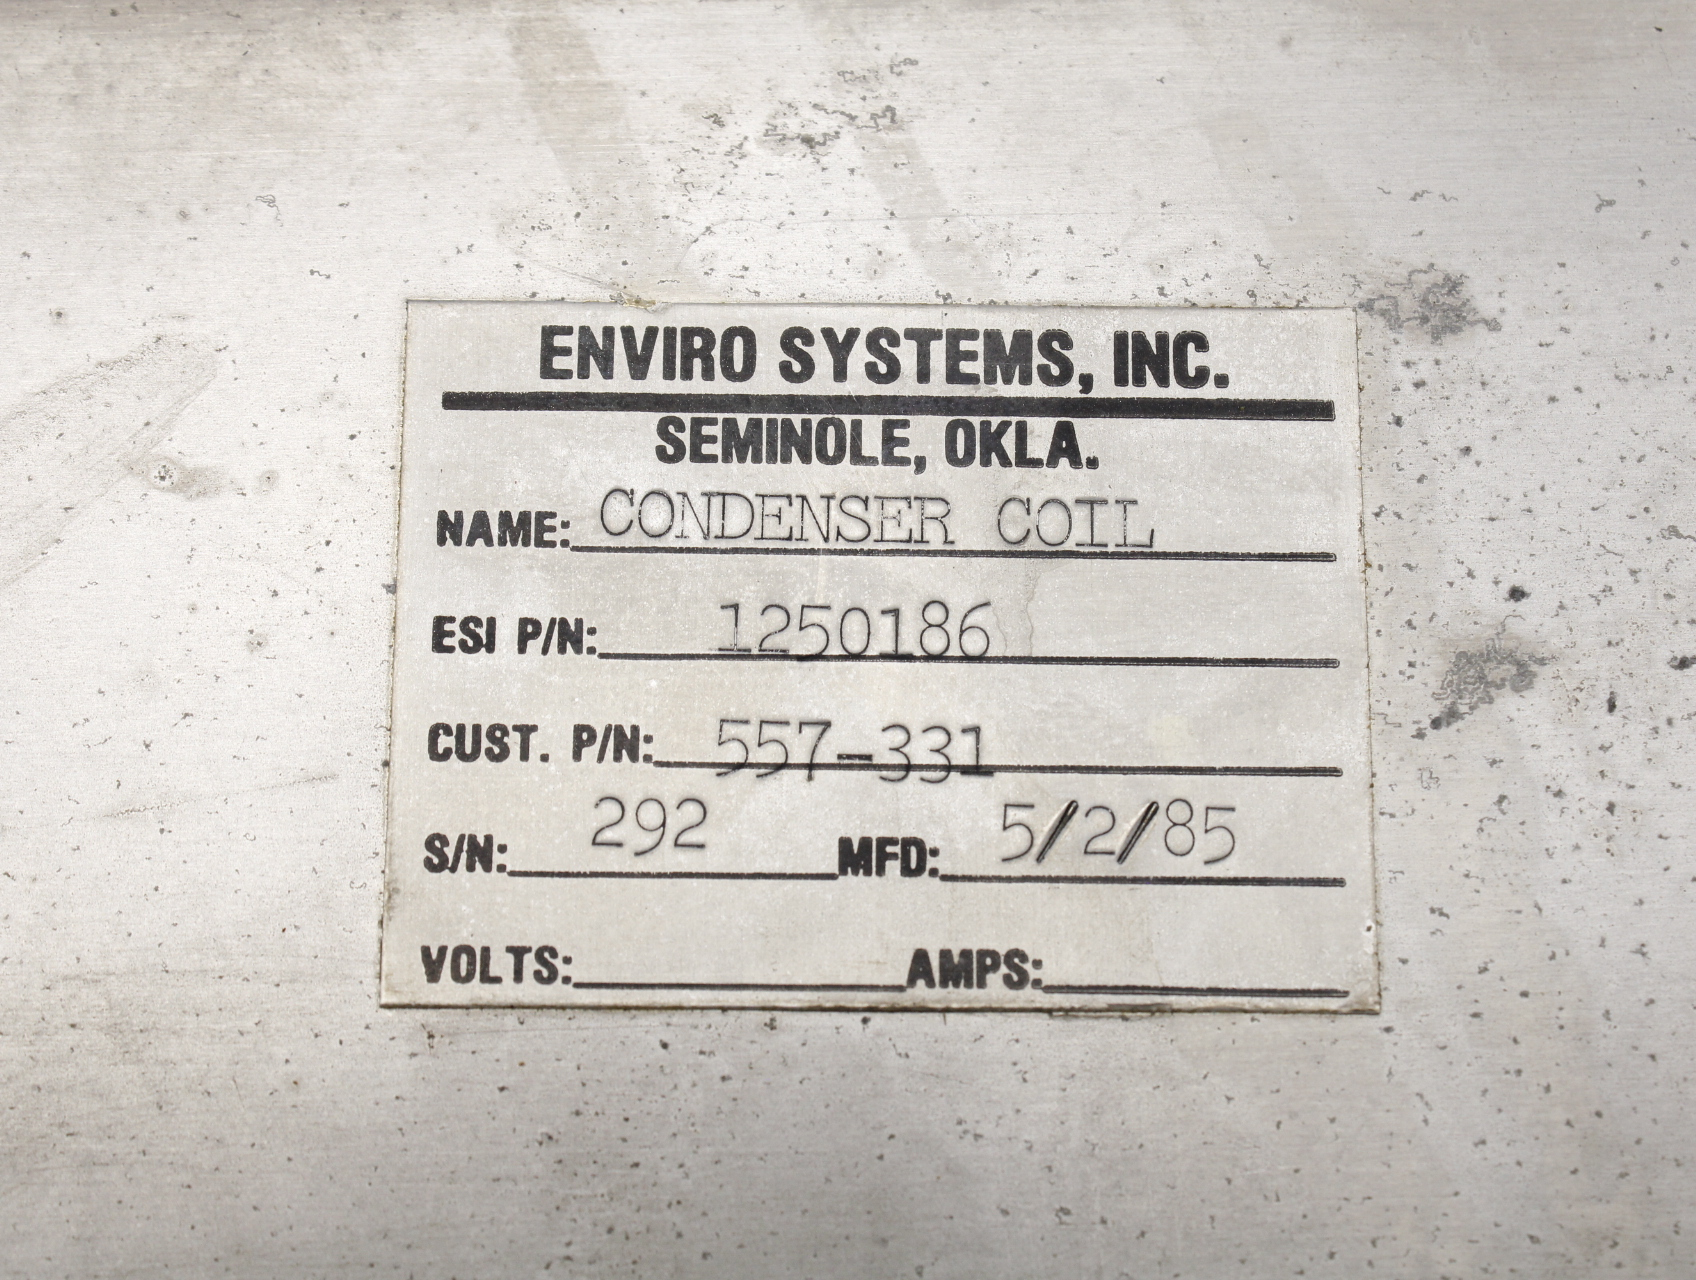 ENVIRO SYSTEMS, INC.
SEMINOLE, OKLA.
NAME: CONDENSER COIL
ESI P/N: 1250186
CUST. P/N: 557-331
S/N: 292 MFD: 5/2/85
VOLTS: AMPS: